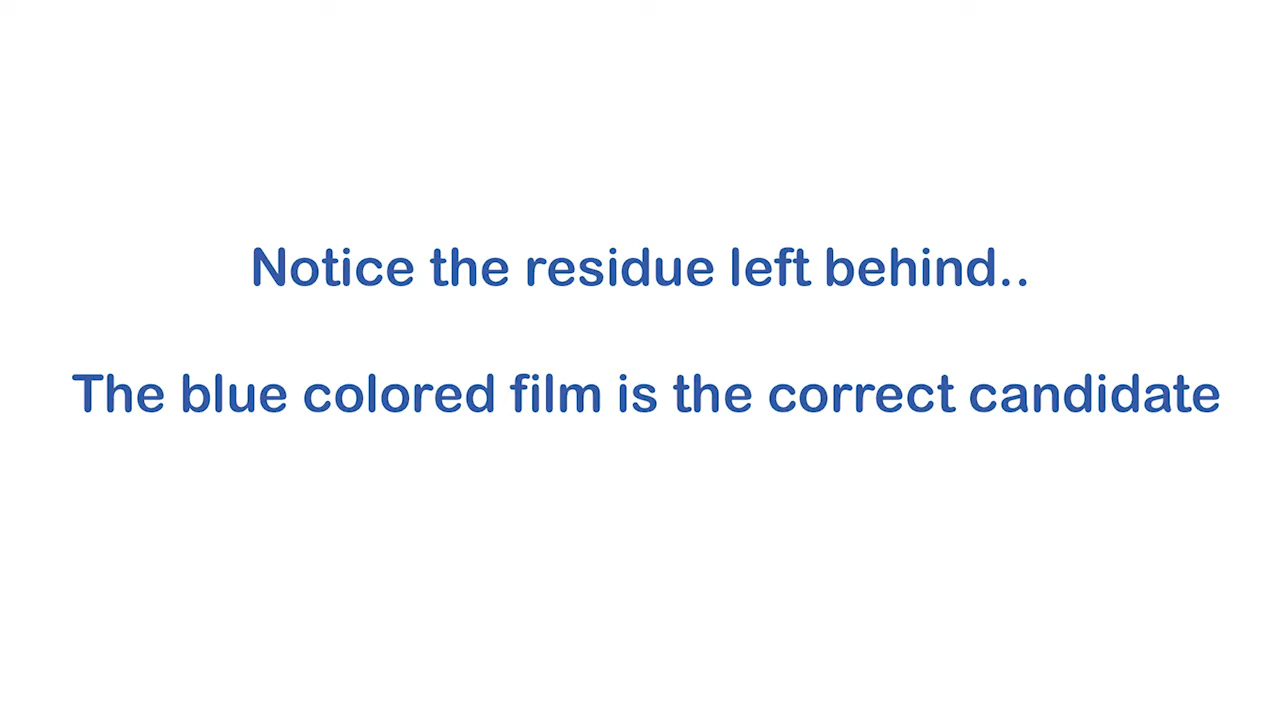 Notice the residue left behind..
The blue colored film is the correct candidate